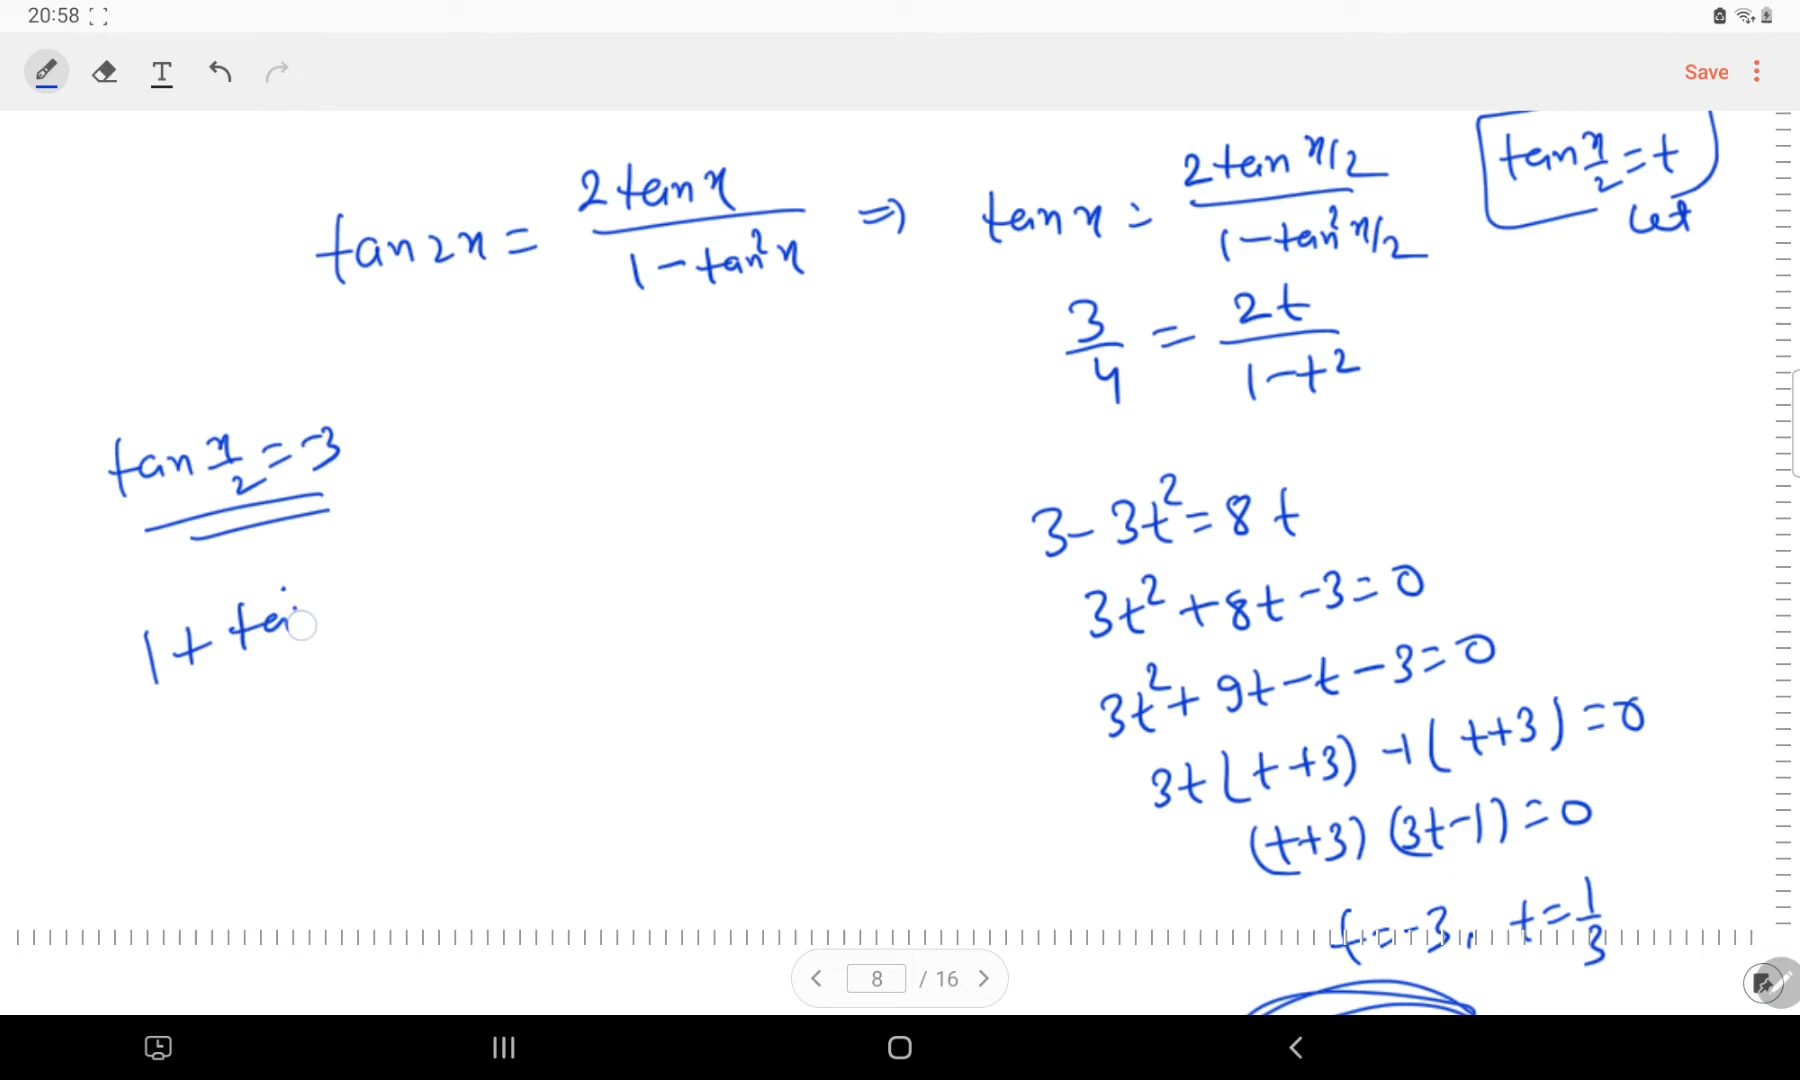 20:58
Save
tan 2x = 2 tan x / 1 - tan²x ⇒ tan x = 2 tan x/2 / 1 - tan² x/2
tan x/2 = t
let
3/4 = 2t / 1 - t²
tan x/2 = -3
1 + tan
3 - 3t² = 8t
3t² + 8t - 3 = 0
3t² + 9t - t - 3 = 0
3t(t+3) -1(t+3) = 0
(t+3) (3t-1) = 0
t = -3, t = 1/3
8 / 16